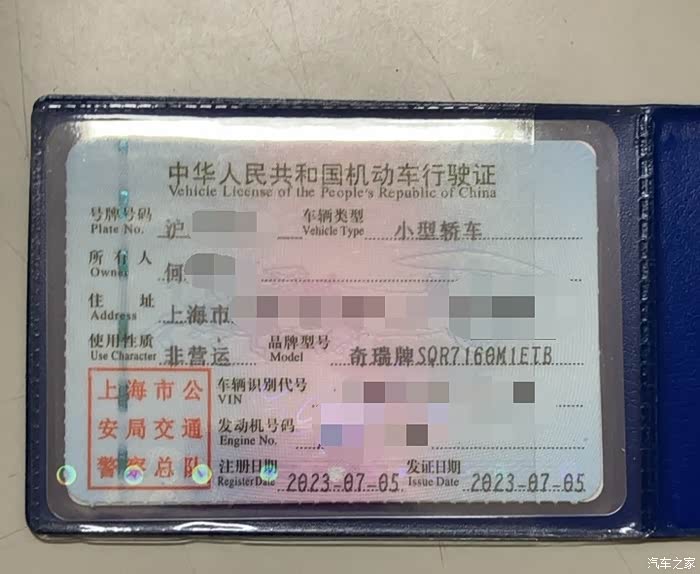 中华人民共和国机动车行驶证
Vehicle License of the People's Republic of China
号牌号码 沪 车辆类型 小型轿车
Plate No. Vehicle Type
所有人 何
Owner
住址 上海市
Address
使用性质 非营运 品牌型号 奇瑞牌SQR7160M1ETB
Use Character Model
上海市公
安局交通
警察总队
车辆识别代号
VIN
发动机号码
Engine No.
注册日期 2023-07-05 发证日期 2023-07-05
Register Date Issue Date
汽车之家